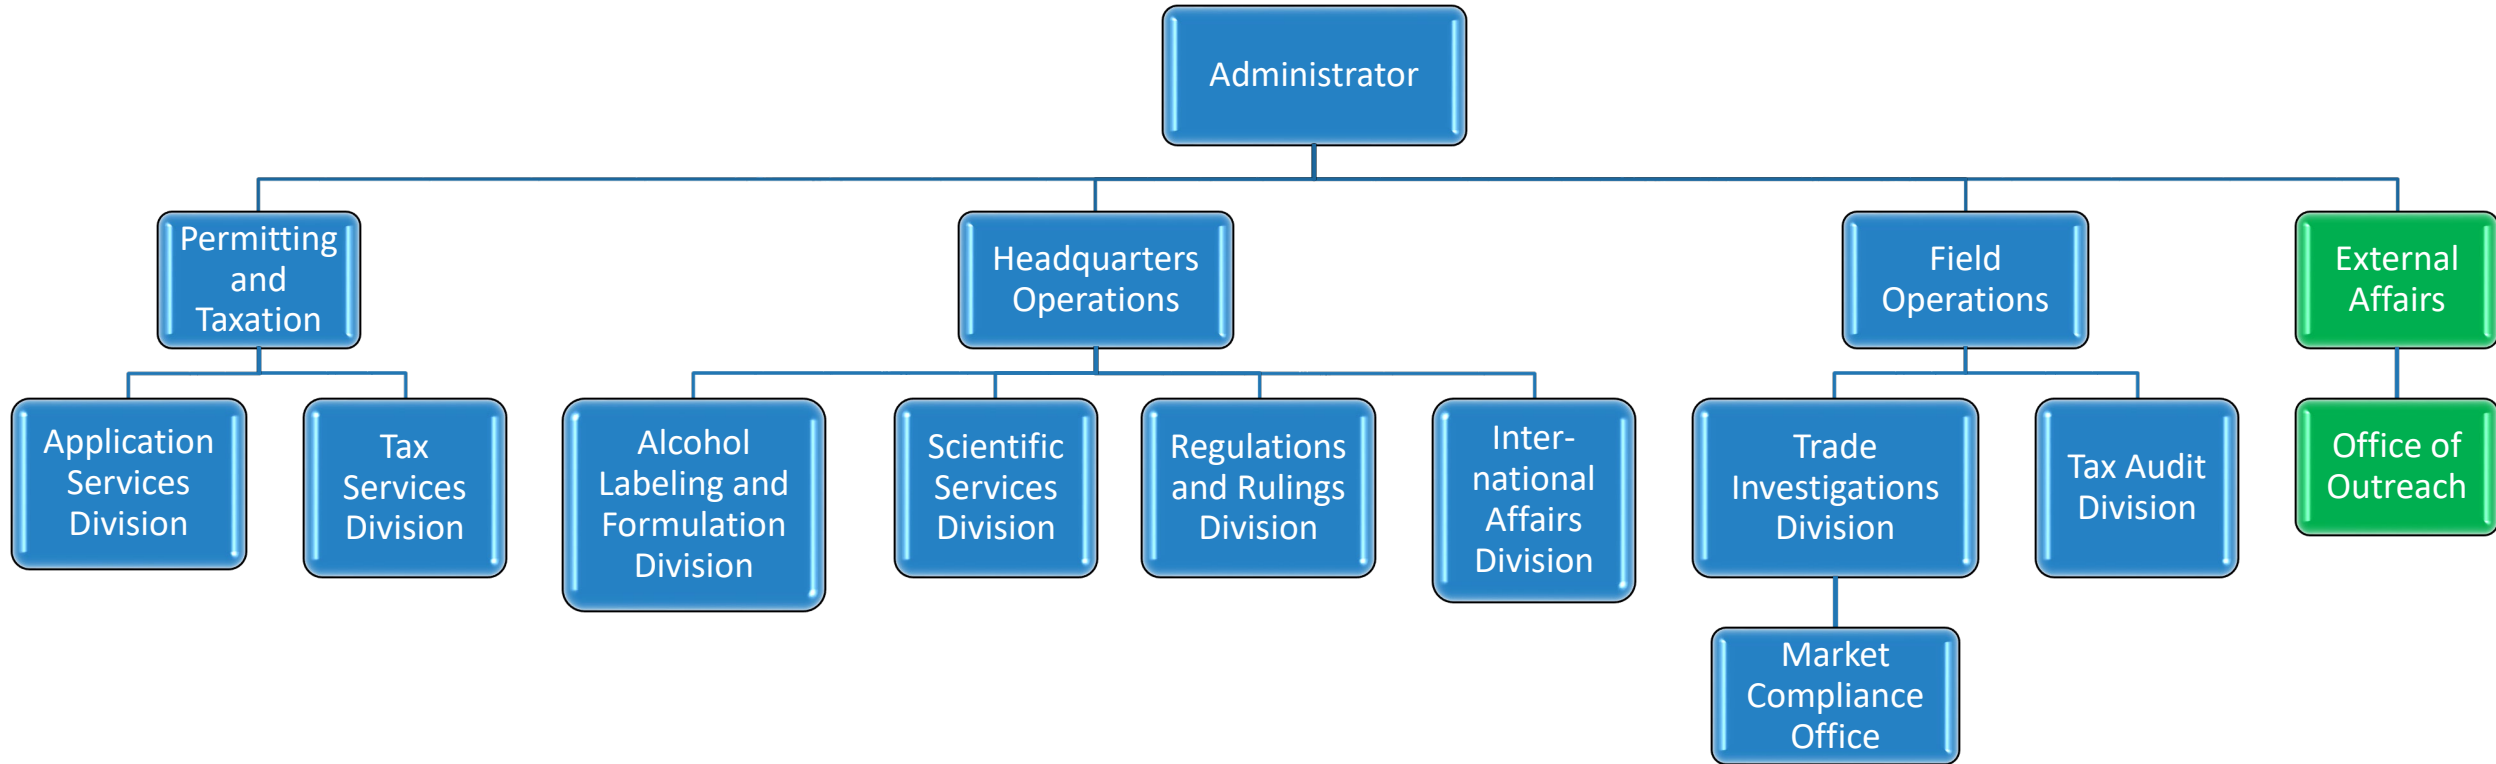 Administrator
Permitting
and
Taxation
Headquarters
Operations
Field
Operations
External
Affairs
Application
Services
Division
Tax
Services
Division
Alcohol
Labeling and
Formulation
Division
Scientific
Services
Division
Regulations
and Rulings
Division
Inter-
national
Affairs
Division
Trade
Investigations
Division
Tax Audit
Division
Office of
Outreach
Market
Compliance
Office